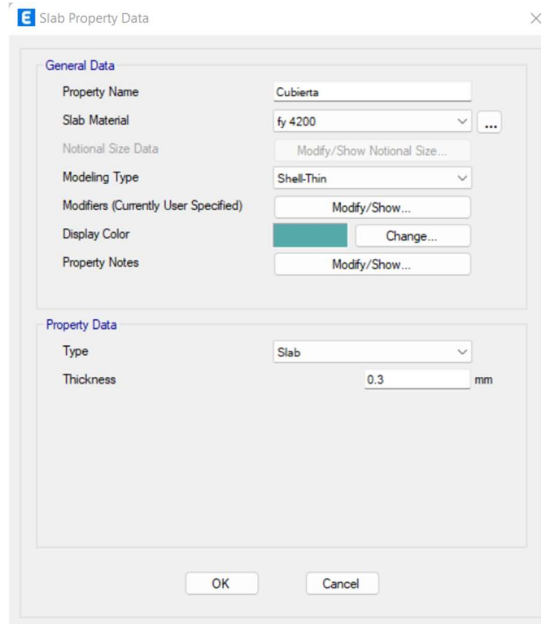 E Slab Property Data
General Data
Property Name Cubierta
Slab Material fy 4200 ...
Notional Size Data Modify/Show Notional Size...
Modeling Type Shell-Thin
Modifiers (Currently User Specified) Modify/Show...
Display Color Change...
Property Notes Modify/Show...
Property Data
Type Slab
Thickness 0.3 mm
OK Cancel